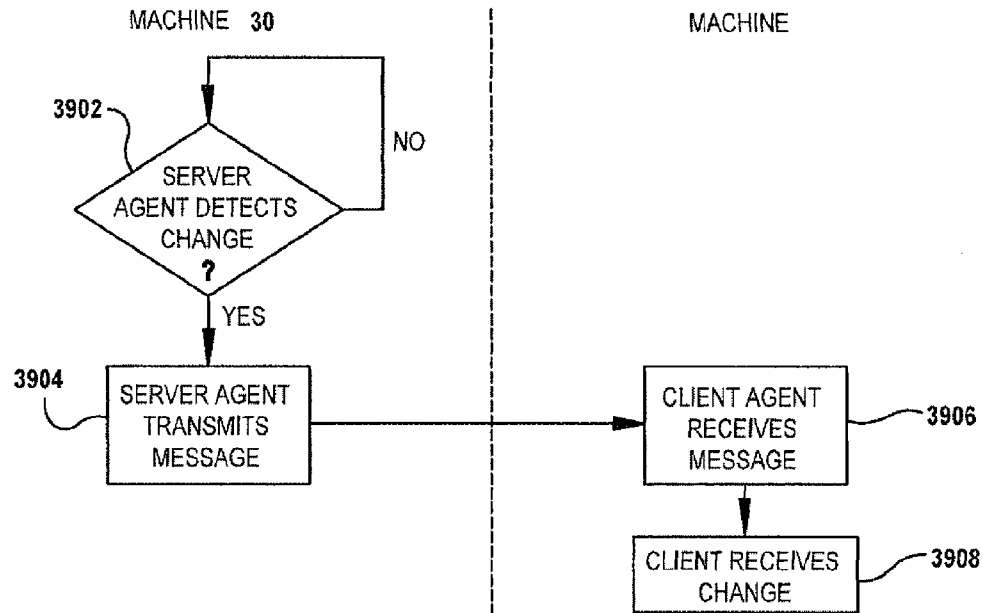 MACHINE 30
MACHINE
3902
NO
SERVER
AGENT DETECTS
CHANGE
?
YES
3904
SERVER AGENT
TRANSMITS
MESSAGE
CLIENT AGENT
RECEIVES
MESSAGE
3906
CLIENT RECEIVES
CHANGE
3908